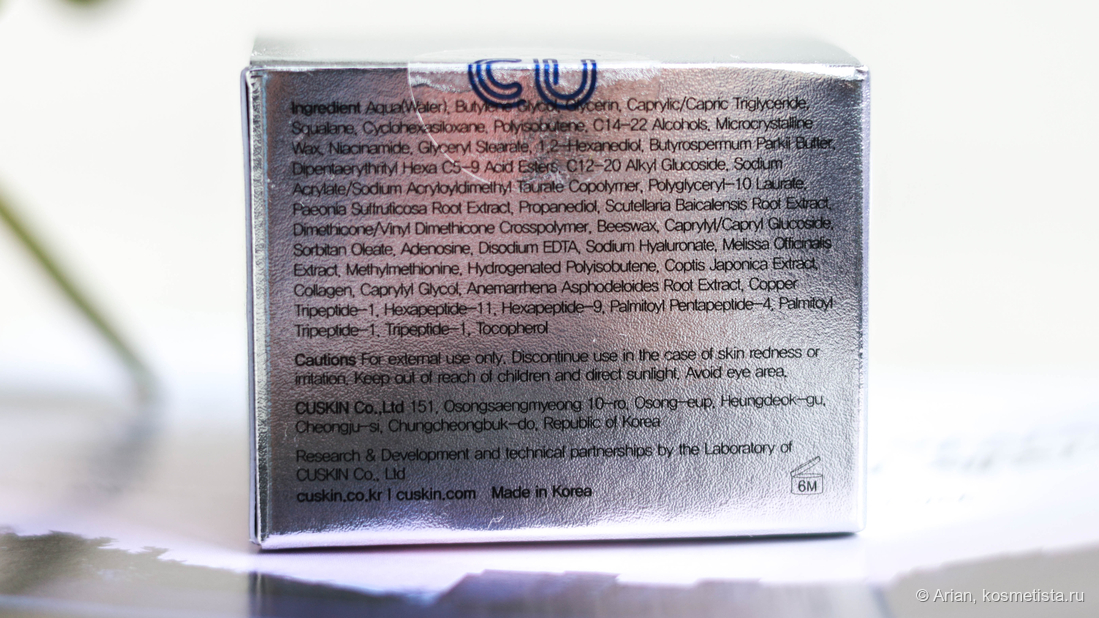 CU
Ingredient Aqua(Water), Butylene Glycol, Glycerin, Caprylic/Capric Triglyceride,
Squalane, Cyclohexasiloxane, Polyisobutene, C14-22 Alcohols, Microcrystalline
Wax, Niacinamide, Glyceryl Stearate, 1,2-Hexanediol, Butyrospermum Parkii Butter,
Dipentaerythrityl Hexa C5-9 Acid Esters, C12-20 Alkyl Glucoside, Sodium
Acrylate/Sodium Acryloyldimethyl Taurate Copolymer, Polyglyceryl-10 Laurate,
Paeonia Suffruticosa Root Extract, Propanediol, Scutellaria Baicalensis Root Extract,
Dimethicone/Vinyl Dimethicone Crosspolymer, Beeswax, Caprylyl/Capryl Glucoside,
Sorbitan Oleate, Adenosine, Disodium EDTA, Sodium Hyaluronate, Melissa Officinalis
Extract, Methylmethionine, Hydrogenated Polyisobutene, Coptis Japonica Extract,
Collagen, Caprylyl Glycol, Anemarrhena Asphodeloides Root Extract, Copper
Tripeptide-1, Hexapeptide-11, Hexapeptide-9, Palmitoyl Pentapeptide-4, Palmitoyl
Tripeptide-1, Tripeptide-1, Tocopherol
Cautions For external use only. Discontinue use in the case of skin redness or
irritation. Keep out of reach of children and direct sunlight. Avoid eye area.
CUSKIN Co.,Ltd 151, Osongsaengmyeong 10-ro, Osong-eup, Heungdeok-gu,
Cheongju-si, Chungcheongbuk-do, Republic of Korea
Research & Development and technical partnerships by the Laboratory of
CUSKIN Co., Ltd
cuskin.co.kr | cuskin.com Made in Korea
6M
© Arian, kosmetista.ru